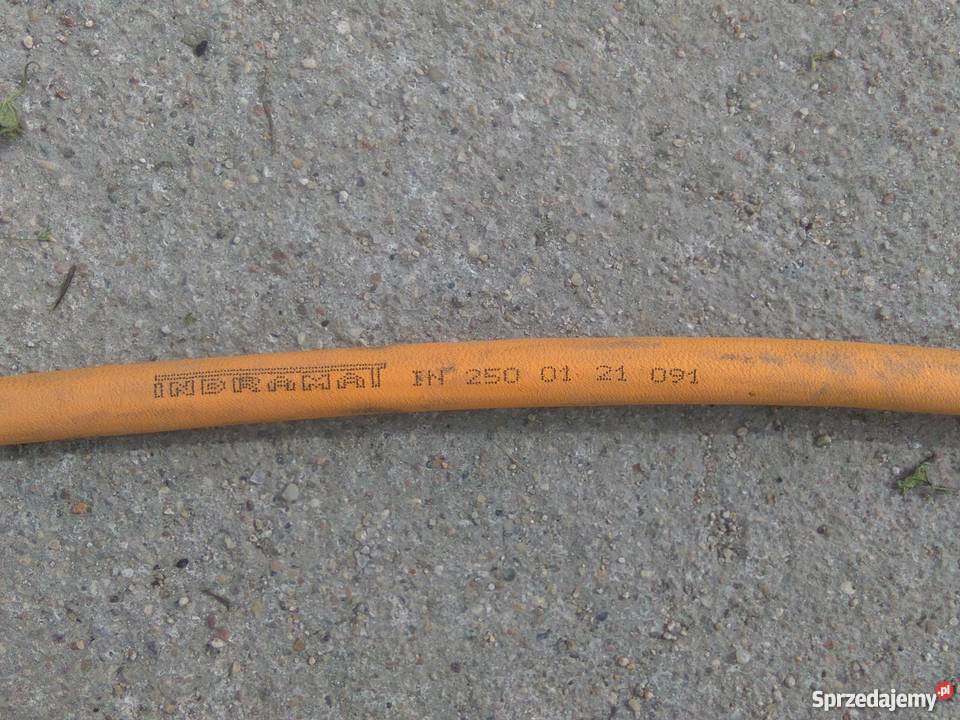 INDRAMAT IN 250 01 21 091
Sprzedajemy.pl